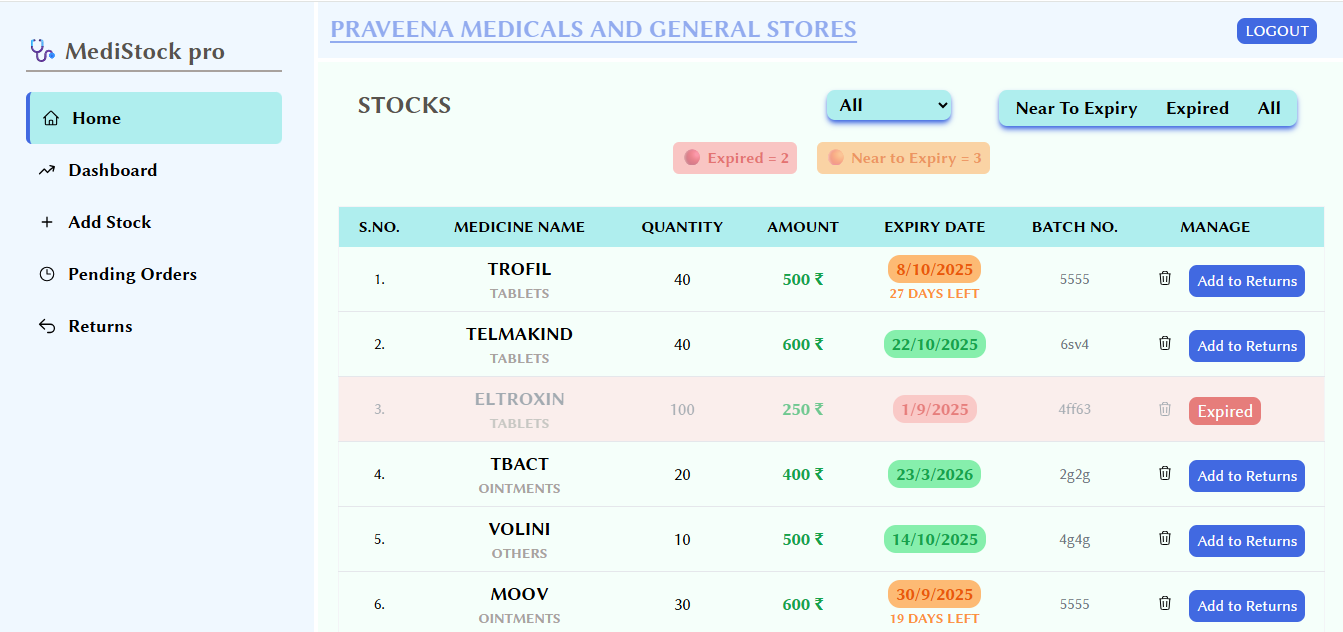 MediStock pro
Home
Dashboard
Add Stock
Pending Orders
Returns
PRAVEENA MEDICALS AND GENERAL STORES
LOGOUT
STOCKS
All
Near To Expiry Expired All
Expired = 2
Near to Expiry = 3
S.NO. MEDICINE NAME QUANTITY AMOUNT EXPIRY DATE BATCH NO. MANAGE
1. TROFIL 40 500 ₹ 8/10/2025 5555 Add to Returns
TABLETS 27 DAYS LEFT
2. TELMAKIND 40 600 ₹ 22/10/2025 6sv4 Add to Returns
TABLETS
3. ELTROXIN 100 250 ₹ 1/9/2025 4ff63 Expired
TABLETS
4. TBACT 20 400 ₹ 23/3/2026 2g2g Add to Returns
OINTMENTS
5. VOLINI 10 500 ₹ 14/10/2025 4g4g Add to Returns
OTHERS
6. MOOV 30 600 ₹ 30/9/2025 5555 Add to Returns
OINTMENTS 19 DAYS LEFT